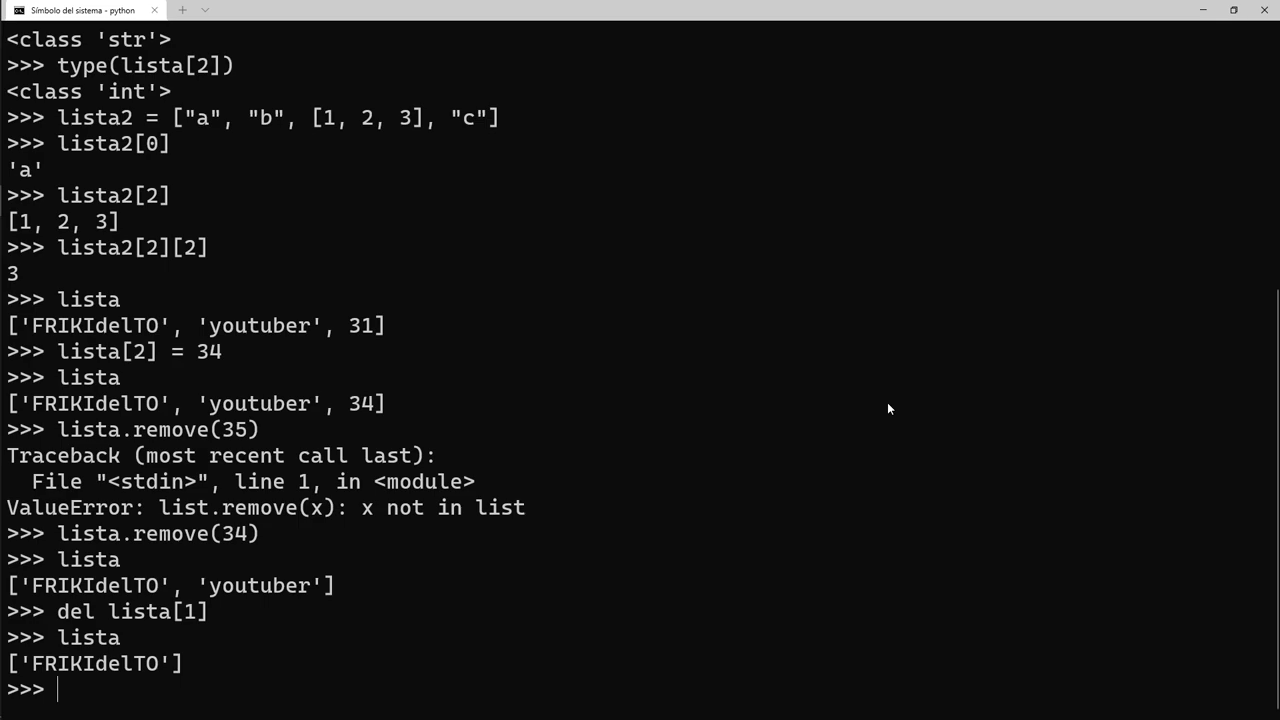 Símbolo del sistema - python
<class 'str'>
>>> type(lista[2])
<class 'int'>
>>> lista2 = ["a", "b", [1, 2, 3], "c"]
>>> lista2[0]
'a'
>>> lista2[2]
[1, 2, 3]
>>> lista2[2][2]
3
>>> lista
['FRIKIdelTO', 'youtuber', 31]
>>> lista[2] = 34
>>> lista
['FRIKIdelTO', 'youtuber', 34]
>>> lista.remove(35)
Traceback (most recent call last):
  File "<stdin>", line 1, in <module>
ValueError: list.remove(x): x not in list
>>> lista.remove(34)
>>> lista
['FRIKIdelTO', 'youtuber']
>>> del lista[1]
>>> lista
['FRIKIdelTO']
>>>